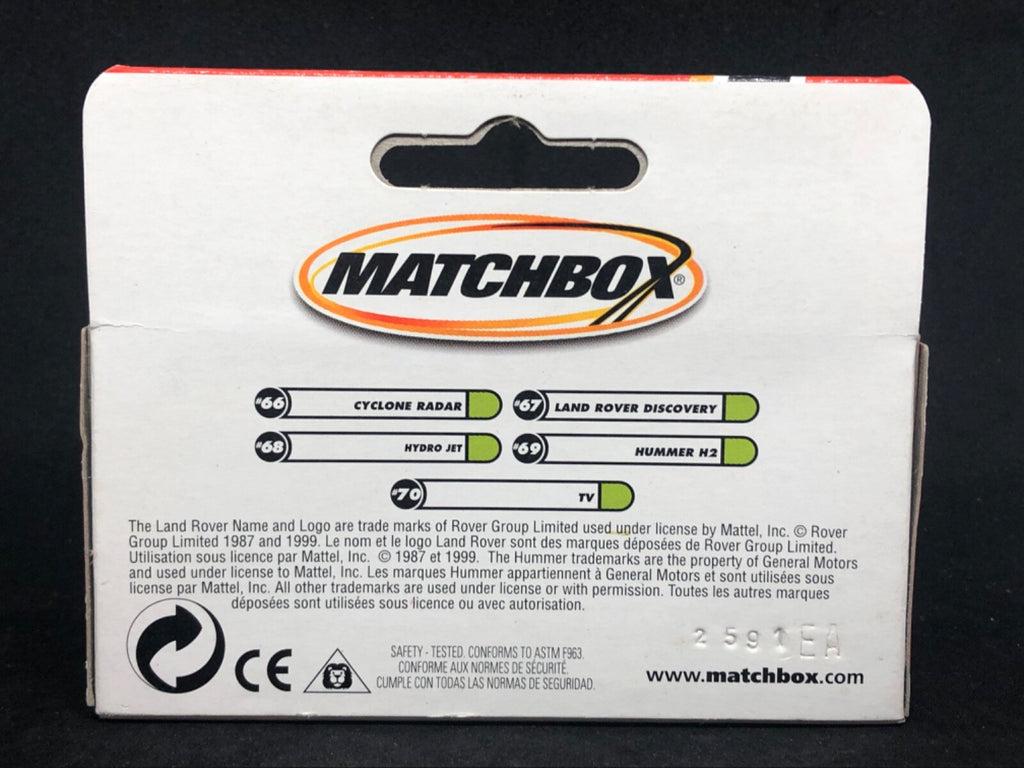 MATCHBOX®
#66 CYCLONE RADAR
#67 LAND ROVER DISCOVERY
#68 HYDRO JET
#69 HUMMER H2
#70 TV
The Land Rover Name and Logo are trade marks of Rover Group Limited used under license by Mattel, Inc. © Rover
Group Limited 1987 and 1999. Le nom et le logo Land Rover sont des marques déposées de Rover Group Limited.
Utilisation sous licence par Mattel, Inc. © 1987 et 1999. The Hummer trademarks are the property of General Motors
and used under license to Mattel, Inc. Les marques Hummer appartiennent à General Motors et sont utilisées sous
license par Mattel, Inc. All other trademarks are used under license or with permission. Toutes les autres marques
déposées sont utilisées sous licence ou avec autorisation.
CE
SAFETY - TESTED. CONFORMS TO ASTM F963.
CONFORME AUX NORMES DE SÉCURITÉ.
CUMPLE CON TODAS LAS NORMAS DE SEGURIDAD.
2591EA
www.matchbox.com